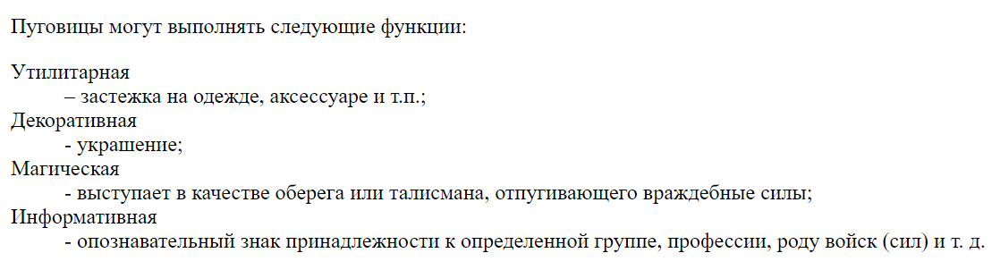 Пуговицы могут выполнять следующие функции:
Утилитарная
– застежка на одежде, аксессуаре и т.п.;
Декоративная
- украшение;
Магическая
- выступает в качестве оберега или талисмана, отпугивающего враждебные силы;
Информативная
- опознавательный знак принадлежности к определенной группе, профессии, роду войск (сил) и т. д.